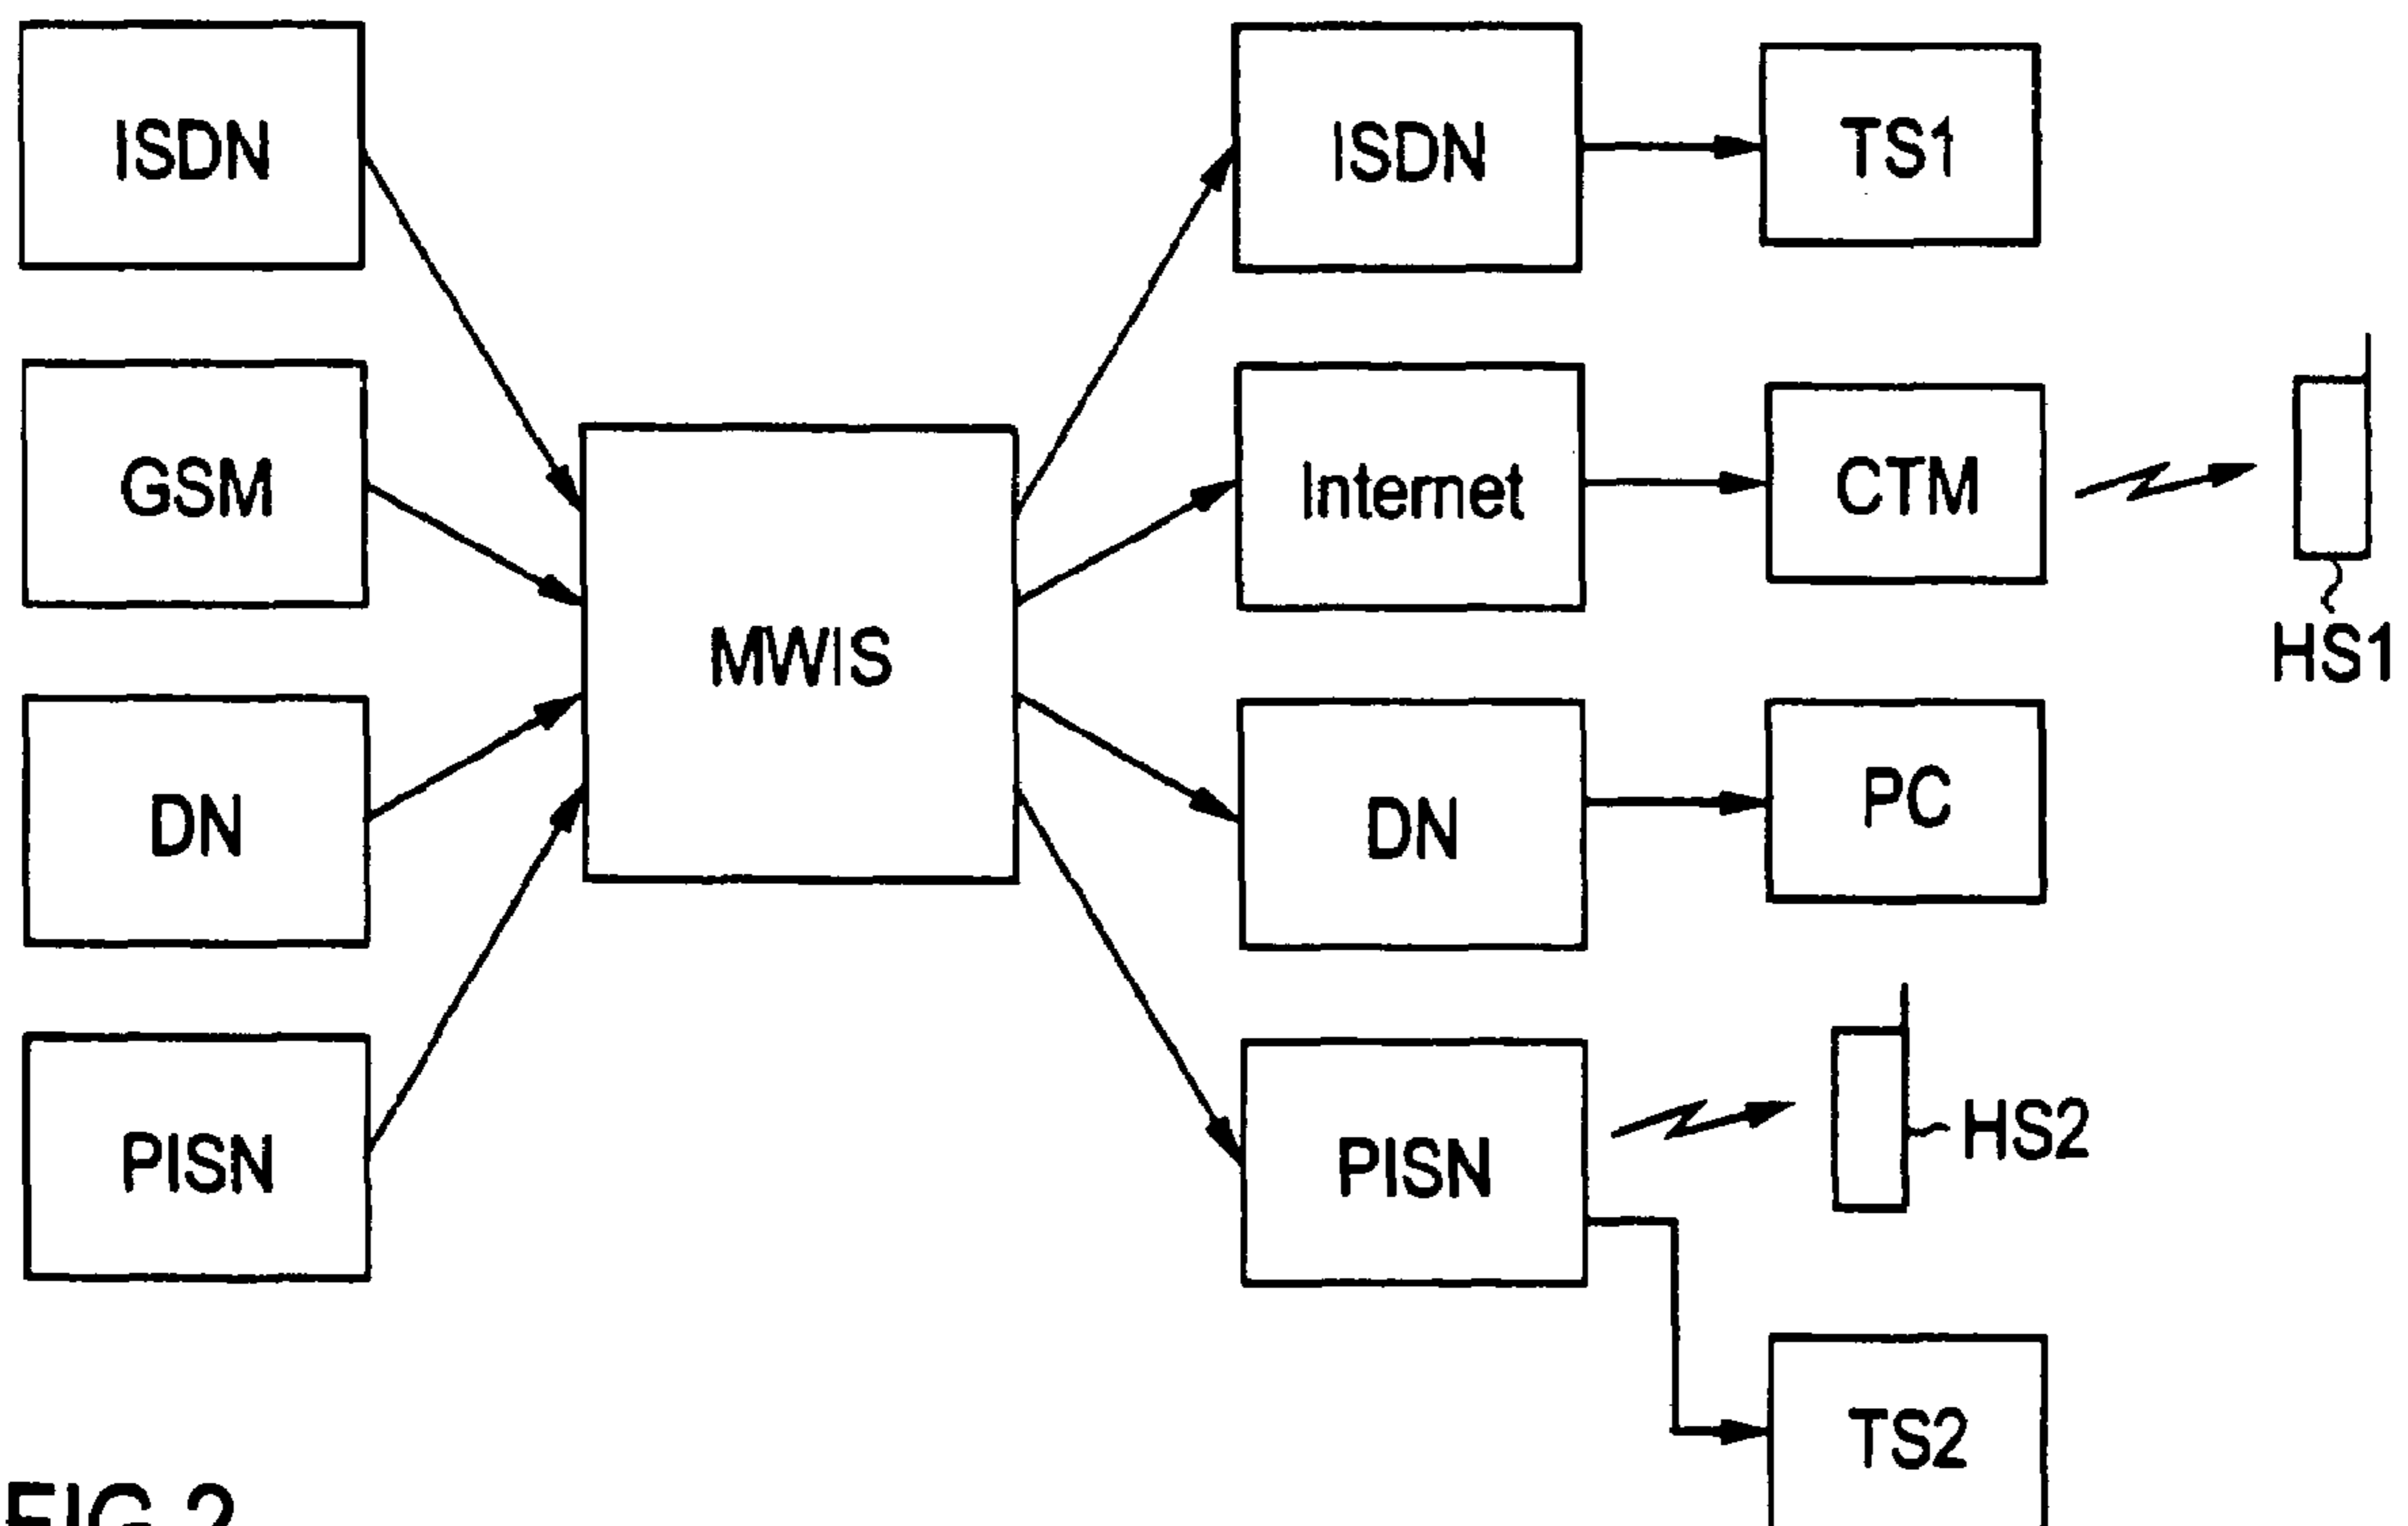 ISDN
ISDN
TS1
GSM
Internet
CTM
HS1
MWIS
DN
DN
PC
PISN
PISN
HS2
TS2
FIG 2